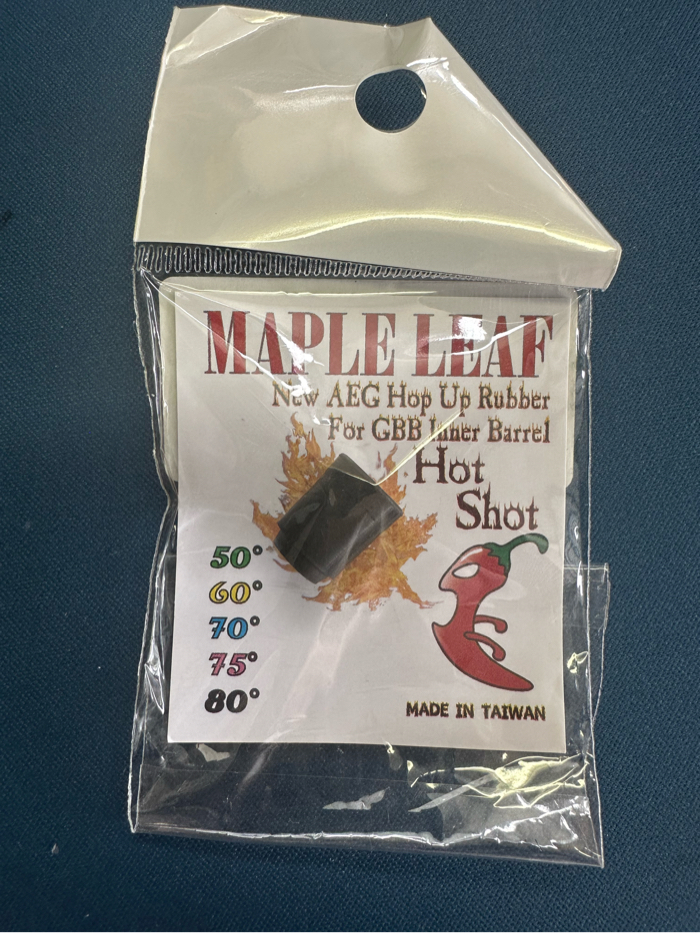 MAPLE LEAF
New AEG Hop Up Rubber
For GBB Inner Barrel
Hot
Shot
50°
60°
70°
75°
80°
MADE IN TAIWAN